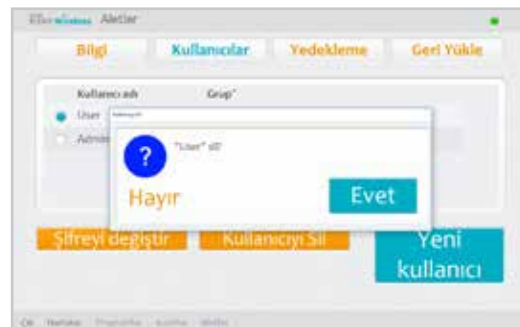 Aletler
Bilgi Kullanıcılar Yedekleme Geri Yükle
Kullanıcı adı Grup"
User
Admin
"User" sil?
Hayır Evet
Şifreyi değiştir Kullanıcıyı Sil Yeni
kullanıcı